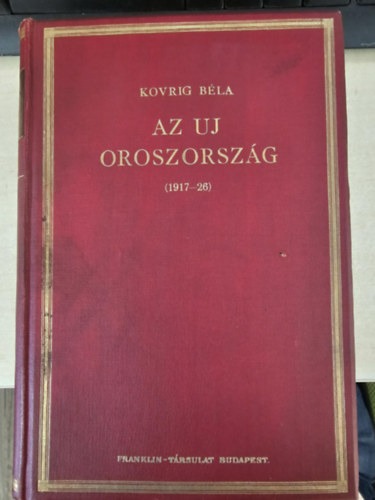 KOVRIG BÉLA
AZ UJ
OROSZORSZÁG
(1917–26)
FRANKLIN-TÁRSULAT BUDAPEST.